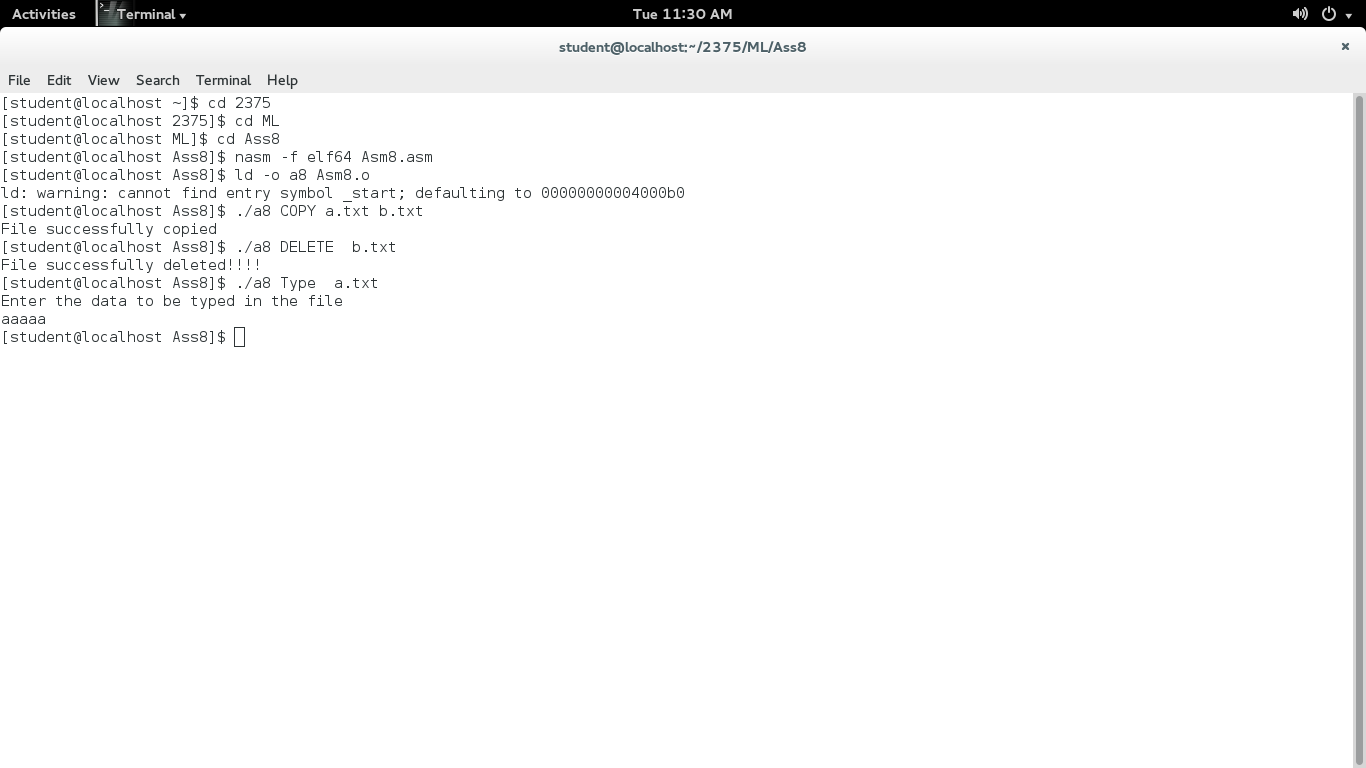 Activities Terminal Tue 11:30 AM
student@localhost:~/2375/ML/Ass8
File Edit View Search Terminal Help
[student@localhost ~]$ cd 2375
[student@localhost 2375]$ cd ML
[student@localhost ML]$ cd Ass8
[student@localhost Ass8]$ nasm -f elf64 Asm8.asm
[student@localhost Ass8]$ ld -o a8 Asm8.o
ld: warning: cannot find entry symbol _start; defaulting to 00000000004000b0
[student@localhost Ass8]$ ./a8 COPY a.txt b.txt
File successfully copied
[student@localhost Ass8]$ ./a8 DELETE  b.txt
File successfully deleted!!!!
[student@localhost Ass8]$ ./a8 Type  a.txt
Enter the data to be typed in the file
aaaaa
[student@localhost Ass8]$